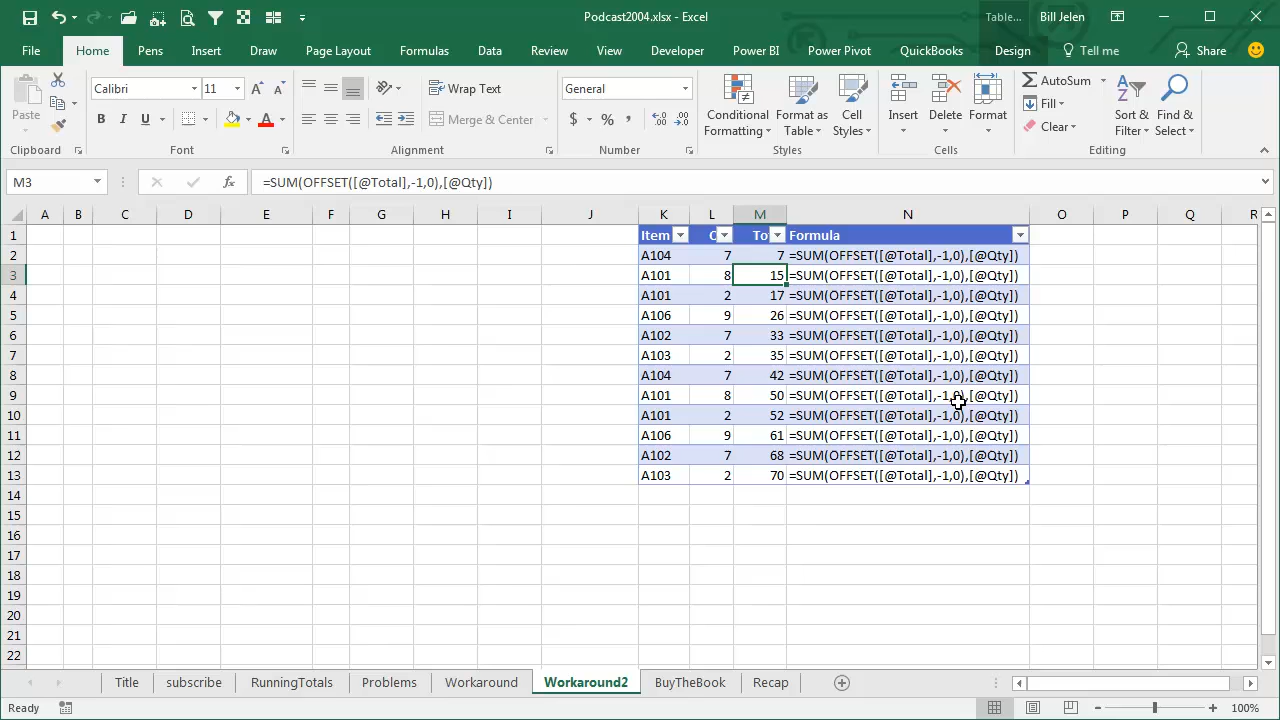 Podcast2004.xlsx - Excel
Table...
Bill Jelen
File Home Pens Insert Draw Page Layout Formulas Data Review View Developer Power BI Power Pivot QuickBooks Design Tell me Share
Paste
Clipboard
Calibri 11
B I U
Font
Wrap Text
Merge & Center
Alignment
General
$ % ,
Number
Conditional Formatting
Format as Table
Cell Styles
Styles
Insert
Delete
Format
Cells
AutoSum
Fill
Clear
Sort & Filter
Find & Select
Editing
M3 fx =SUM(OFFSET([@Total],-1,0),[@Qty])
A B C D E F G H I J K L M N O P Q R
1 Item Formula
2 A104 7 7 =SUM(OFFSET([@Total],-1,0),[@Qty])
3 A101 8 15 =SUM(OFFSET([@Total],-1,0),[@Qty])
4 A101 2 17 =SUM(OFFSET([@Total],-1,0),[@Qty])
5 A106 9 26 =SUM(OFFSET([@Total],-1,0),[@Qty])
6 A102 7 33 =SUM(OFFSET([@Total],-1,0),[@Qty])
7 A103 2 35 =SUM(OFFSET([@Total],-1,0),[@Qty])
8 A104 7 42 =SUM(OFFSET([@Total],-1,0),[@Qty])
9 A101 8 50 =SUM(OFFSET([@Total],-1,0),[@Qty])
10 A101 2 52 =SUM(OFFSET([@Total],-1,0),[@Qty])
11 A106 9 61 =SUM(OFFSET([@Total],-1,0),[@Qty])
12 A102 7 68 =SUM(OFFSET([@Total],-1,0),[@Qty])
13 A103 2 70 =SUM(OFFSET([@Total],-1,0),[@Qty])
14
15
16
17
18
19
20
21
22
Title subscribe RunningTotals Problems Workaround Workaround2 BuyTheBook Recap
Ready
100%